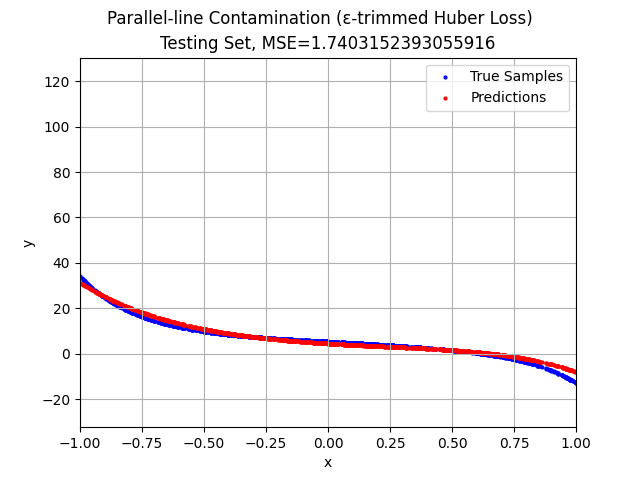 Parallel-line Contamination (ε-trimmed Huber Loss)
Testing Set, MSE=1.7403152393055916
True Samples
Predictions
120
100
80
60
40
20
0
−20
y
−1.00 −0.75 −0.50 −0.25 0.00 0.25 0.50 0.75 1.00
x